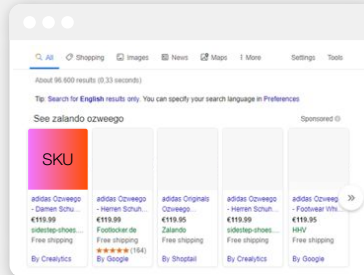 All Shopping Images News Maps More Settings Tools
About 96.600 results (0,33 seconds)
Tip: Search for English results only. You can specify your search language in Preferences
See zalando ozweego Sponsored
SKU
adidas Ozweego
- Damen Schu...
€119.99
sidestep-shoes....
Free shipping
By Crealytics
adidas Ozweego
- Herren Schuh...
€119.99
Footlocker.de
Free shipping
★★★★★ (164)
By Google
adidas Originals
Ozweego...
€119.95
Zalando
Free shipping
By Shoptail
adidas Ozweego
- Herren Schuh...
€119.99
sidestep-shoes....
Free shipping
By Crealytics
adidas Ozweego
- Footwear Whi...
€119.95
HHV
Free shipping
By Google